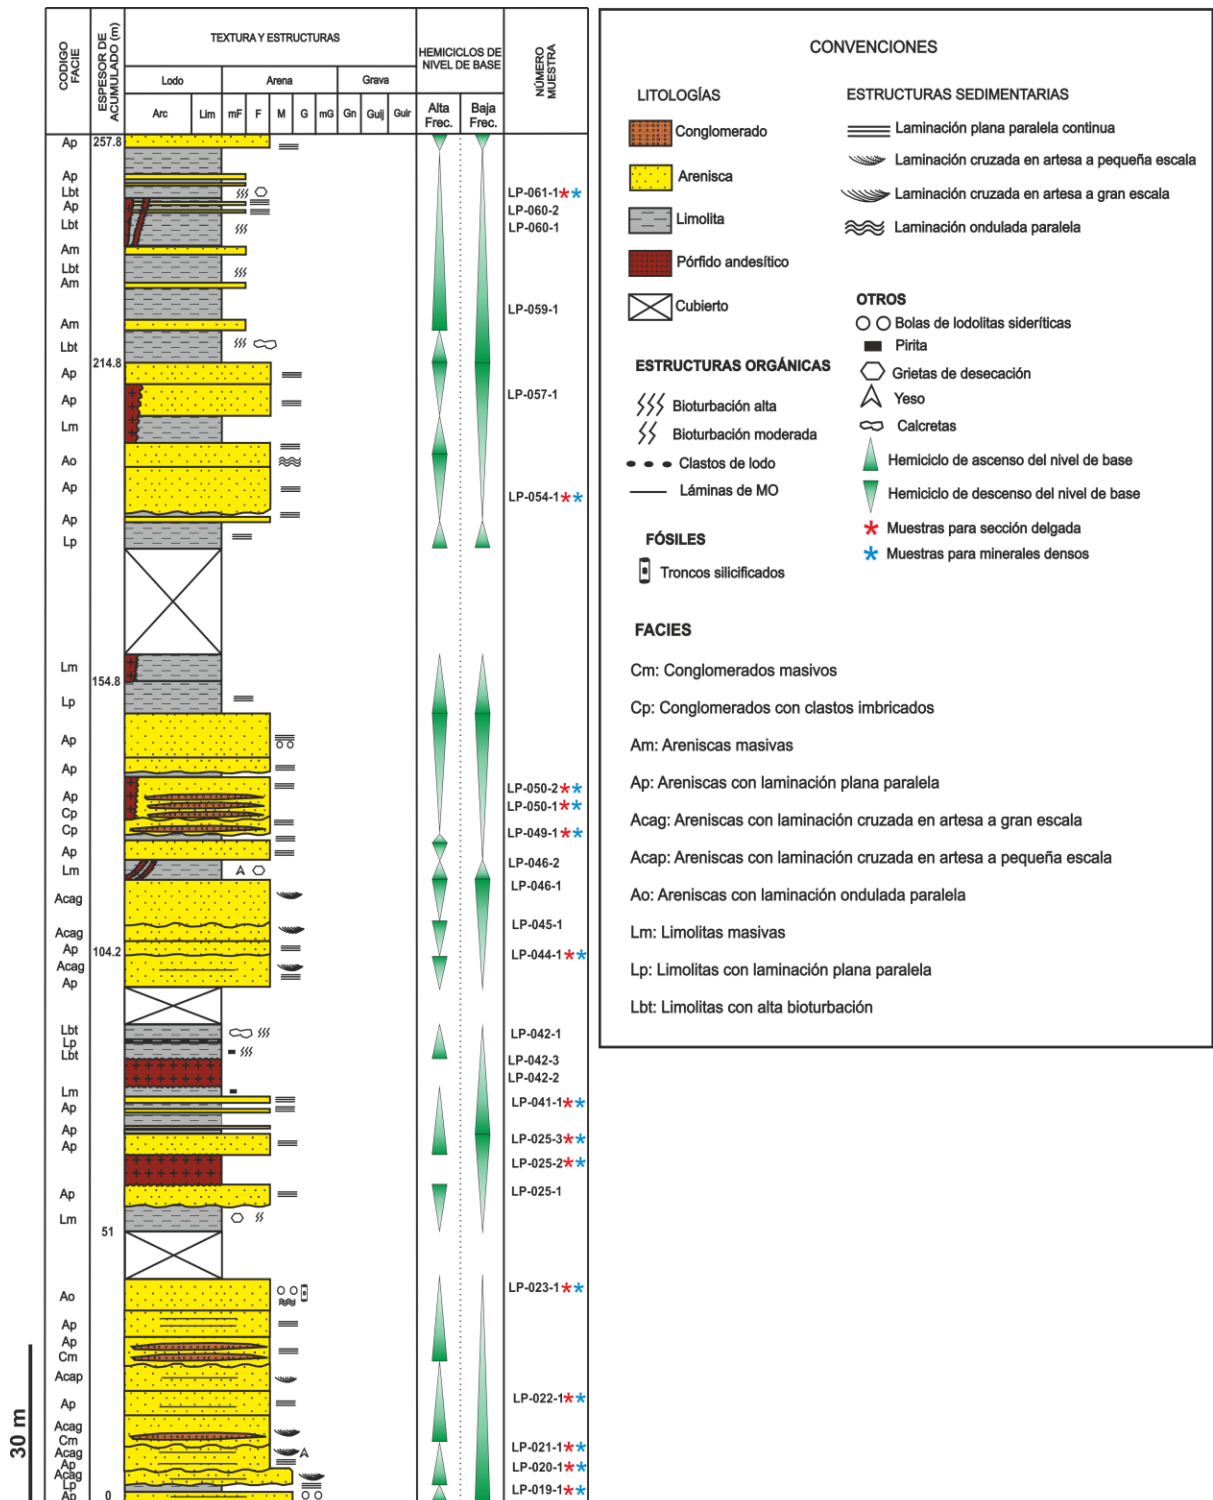 CODIGO FACIE
ESPESOR DE ACUMULADO (m)
TEXTURA Y ESTRUCTURAS
HEMICICLOS DE NIVEL DE BASE
NÚMERO MUESTRA
Lodo Arena Grava
Arc Lim mF F M G mG Gn Guij Guir
Alta Frec. Baja Frec.
Ap 257.8
Ap
Lbt LP-061-1**
Ap LP-060-2
Lbt LP-060-1
Am
Lbt
Am
LP-059-1
Am
Lbt
214.8
Ap
Ap LP-057-1
Lm
Ao
Ap LP-054-1**
Ap
Lp
Lm
154.8
Lp
Ap
Ap
LP-050-2**
Ap LP-050-1**
Cp
Cp LP-049-1**
Ap
LP-046-2
Lm
LP-046-1
Acag
LP-045-1
Acag
Ap 104.2 LP-044-1**
Acag
Ap
Lbt LP-042-1
Lp
Lbt LP-042-3
LP-042-2
Lm
Ap LP-041-1**
Ap
Ap LP-025-3**
LP-025-2**
Ap LP-025-1
Lm
51
LP-023-1**
Ao
Ap
Ap
Cm
Acap
Ap LP-022-1**
Acag
Cm
Acag LP-021-1**
Ap LP-020-1**
Acag
Lp LP-019-1**
Ap 0
30 m
CONVENCIONES
LITOLOGÍAS
Conglomerado
Arenisca
Limolita
Pórfido andesítico
Cubierto
ESTRUCTURAS SEDIMENTARIAS
Laminación plana paralela continua
Laminación cruzada en artesa a pequeña escala
Laminación cruzada en artesa a gran escala
Laminación ondulada paralela
ESTRUCTURAS ORGÁNICAS
Bioturbación alta
Bioturbación moderada
Clastos de lodo
Láminas de MO
FÓSILES
Troncos silicificados
OTROS
Bolas de lodolitas sideríticas
Pirita
Grietas de desecación
Yeso
Calcretas
Hemiciclo de ascenso del nivel de base
Hemiciclo de descenso del nivel de base
* Muestras para sección delgada
* Muestras para minerales densos
FACIES
Cm: Conglomerados masivos
Cp: Conglomerados con clastos imbricados
Am: Areniscas masivas
Ap: Areniscas con laminación plana paralela
Acag: Areniscas con laminación cruzada en artesa a gran escala
Acap: Areniscas con laminación cruzada en artesa a pequeña escala
Ao: Areniscas con laminación ondulada paralela
Lm: Limolitas masivas
Lp: Limolitas con laminación plana paralela
Lbt: Limolitas con alta bioturbación